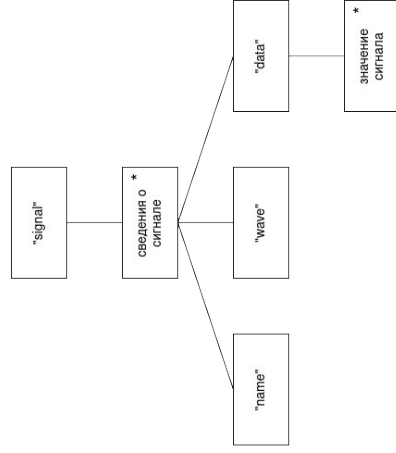 "signal"
*
сведения о
сигнале
"name"
"wave"
"data"
*
значение
сигнала